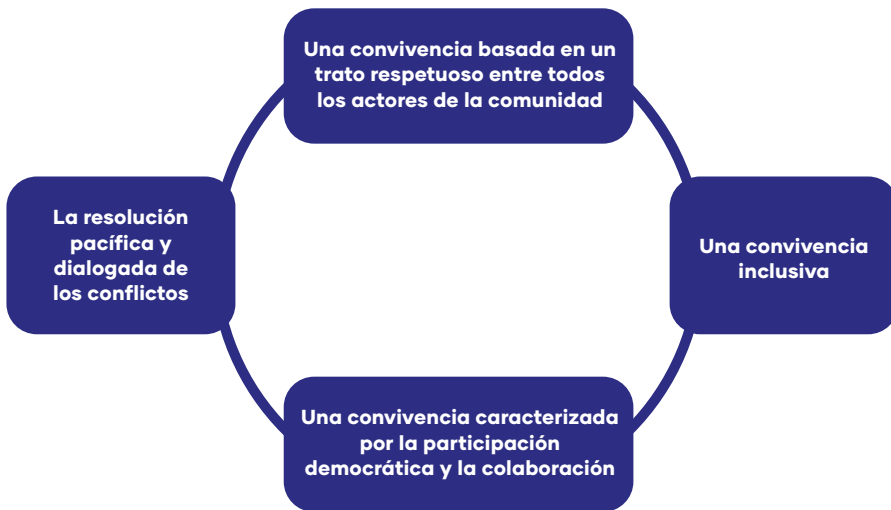 Una convivencia basada en un
trato respetuoso entre todos
los actores de la comunidad
La resolución
pacífica y
dialogada de
los conflictos
Una convivencia
inclusiva
Una convivencia caracterizada
por la participación
democrática y la colaboración